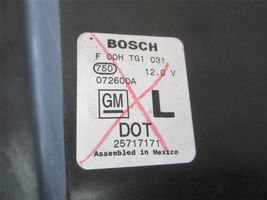 BOSCH
F 00H TG1 031
750 12.0 V
072600A
GM L
DOT
25717171
Assembled in Mexico